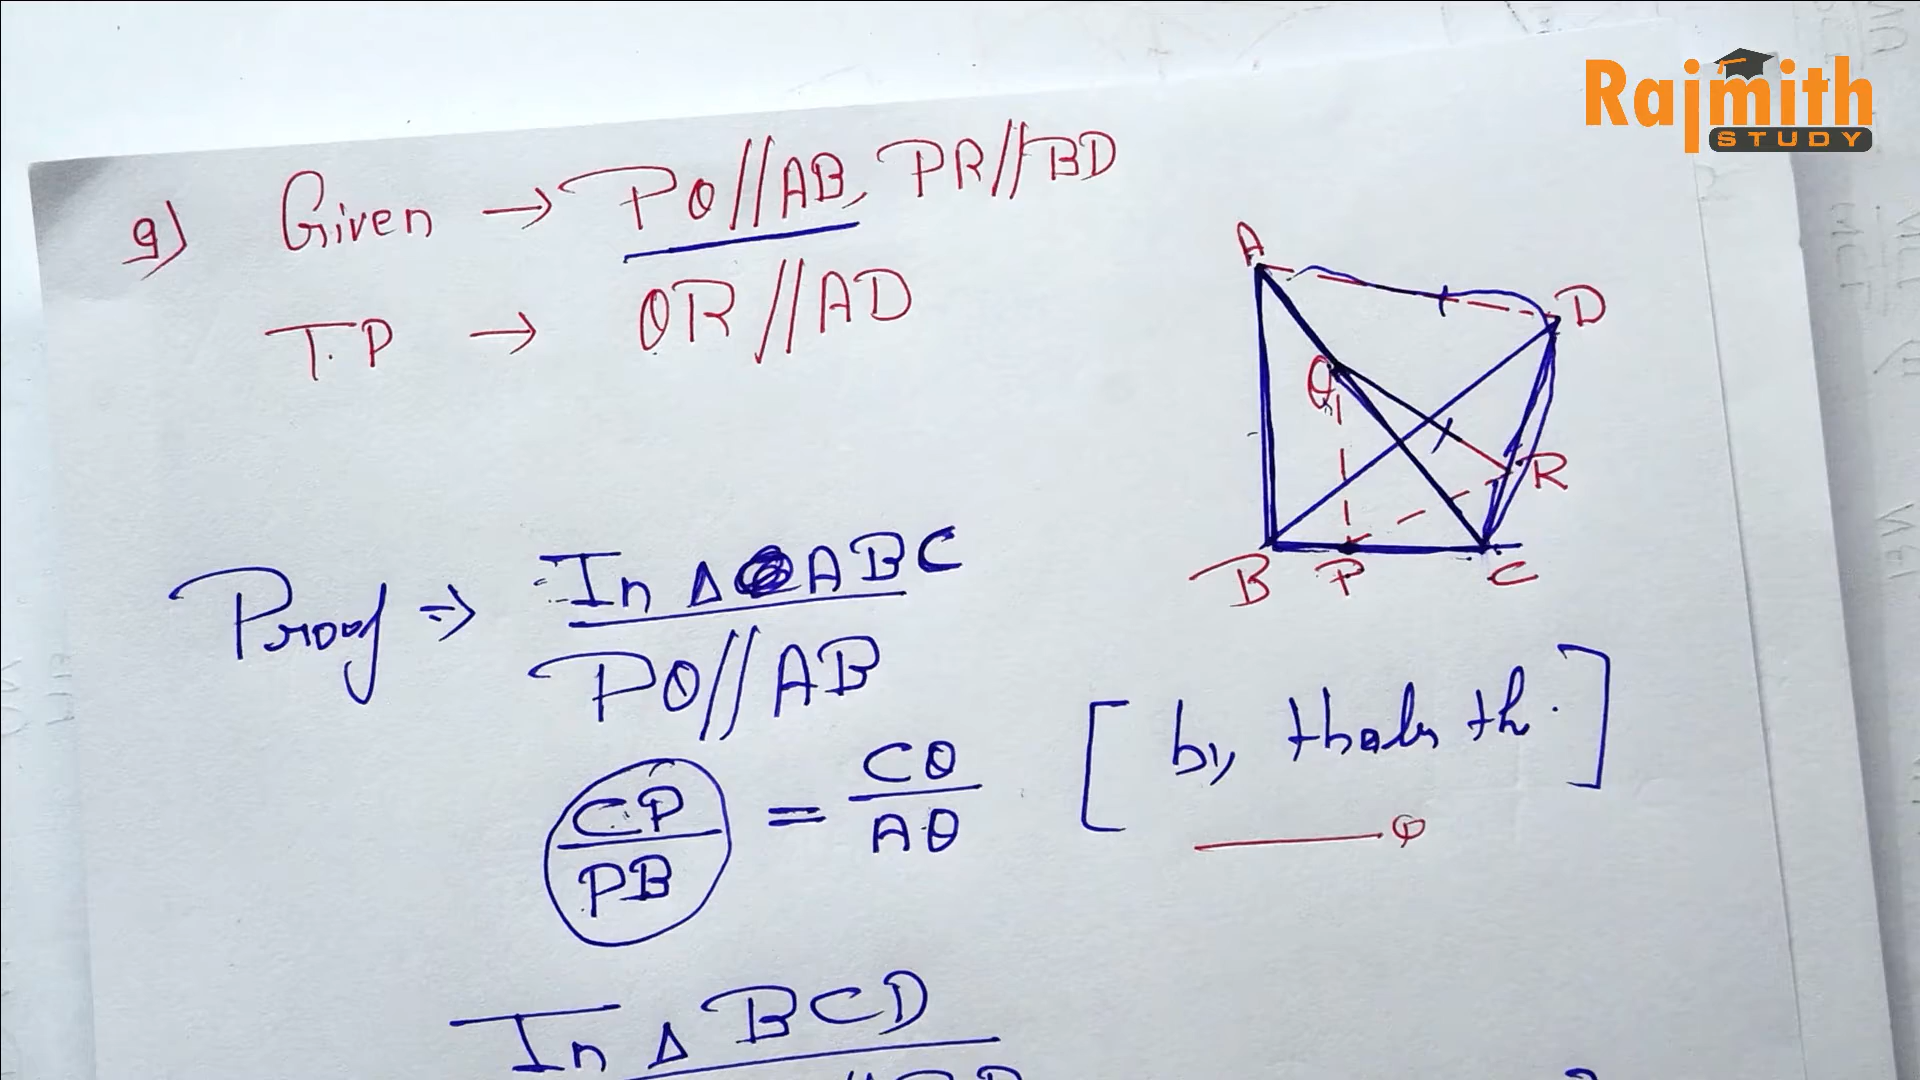 Rajmith
STUDY
9) Given → PQ//AB, PR//BD
T.P → QR//AD
A
D
Q
R
B P C
Proof ⇒ In Δ ABC
PQ//AB
CP/PB = CQ/AQ [by thales th.]
In Δ BCD